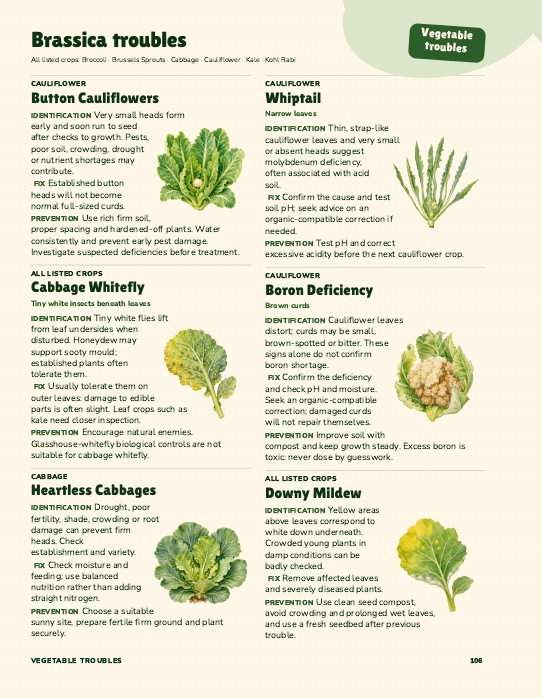 Brassica troubles
Vegetable
troubles
All listed crops: Broccoli · Brussels Sprouts · Cabbage · Cauliflower · Kale · Kohl Rabi
CAULIFLOWER
Button Cauliflowers
IDENTIFICATION Very small heads form
early and soon run to seed
after checks to growth. Pests,
poor soil, crowding, drought
or nutrient shortages may
contribute.
FIX Established button
heads will not become
normal full-sized curds.
PREVENTION Use rich firm soil,
proper spacing and hardened-off plants. Water
consistently and prevent early pest damage.
Investigate suspected deficiencies before treatment.
ALL LISTED CROPS
Cabbage Whitefly
Tiny white insects beneath leaves
IDENTIFICATION Tiny white flies lift
from leaf undersides when
disturbed. Honeydew may
support sooty mould;
established plants often
tolerate them.
FIX Usually tolerate them on
outer leaves: damage to edible
parts is often slight. Leaf crops such as
kale need closer inspection.
PREVENTION Encourage natural enemies.
Glasshouse-whitefly biological controls are not
suitable for cabbage whitefly.
CABBAGE
Heartless Cabbages
IDENTIFICATION Drought, poor
fertility, shade, crowding or root
damage can prevent firm
heads. Check
establishment and variety.
FIX Check moisture and
feeding; use balanced
nutrition rather than adding
straight nitrogen.
PREVENTION Choose a suitable
sunny site, prepare fertile firm ground and plant
securely.
CAULIFLOWER
Whiptail
Narrow leaves
IDENTIFICATION Thin, strap-like
cauliflower leaves and very small
or absent heads suggest
molybdenum deficiency,
often associated with acid
soil.
FIX Confirm the cause and test
soil pH; seek advice on an
organic-compatible correction if
needed.
PREVENTION Test pH and correct
excessive acidity before the next cauliflower crop.
CAULIFLOWER
Boron Deficiency
Brown curds
IDENTIFICATION Cauliflower leaves
distort; curds may be small,
brown-spotted or bitter. These
signs alone do not confirm
boron shortage.
FIX Confirm the deficiency
and check pH and moisture.
Seek an organic-compatible
correction; damaged curds
will not repair themselves.
PREVENTION Improve soil with
compost and keep growth steady. Excess boron is
toxic: never dose by guesswork.
ALL LISTED CROPS
Downy Mildew
IDENTIFICATION Yellow areas
above leaves correspond to
white down underneath.
Crowded young plants in
damp conditions can be
badly checked.
FIX Remove affected leaves
and severely diseased plants.
PREVENTION Use clean seed compost,
avoid crowding and prolonged wet leaves,
and use a fresh seedbed after previous
trouble.
VEGETABLE TROUBLES
106